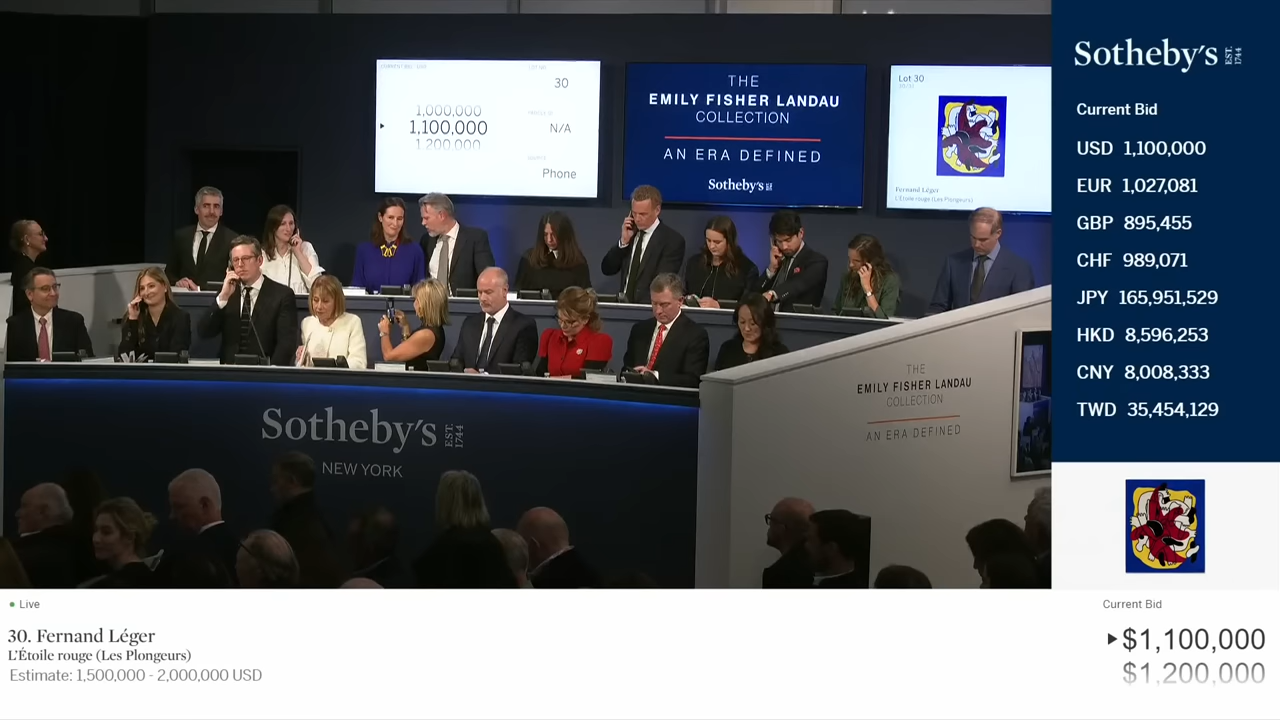 30
1,000,000
1,100,000
1,200,000
N/A
Phone
THE
EMILY FISHER LANDAU
COLLECTION
AN ERA DEFINED
Sotheby's
Lot 30
Fernand Léger
L'Étoile rouge (Les Plongeurs)
Sotheby's EST. 1744
Current Bid
USD 1,100,000
EUR 1,027,081
GBP 895,455
CHF 989,071
JPY 165,951,529
HKD 8,596,253
CNY 8,008,333
TWD 35,454,129
THE
EMILY FISHER LANDAU
COLLECTION
AN ERA DEFINED
Sotheby's EST. 1744
NEW YORK
Live
30. Fernand Léger
L'Étoile rouge (Les Plongeurs)
Estimate: 1,500,000 - 2,000,000 USD
Current Bid
$1,100,000
$1,200,000